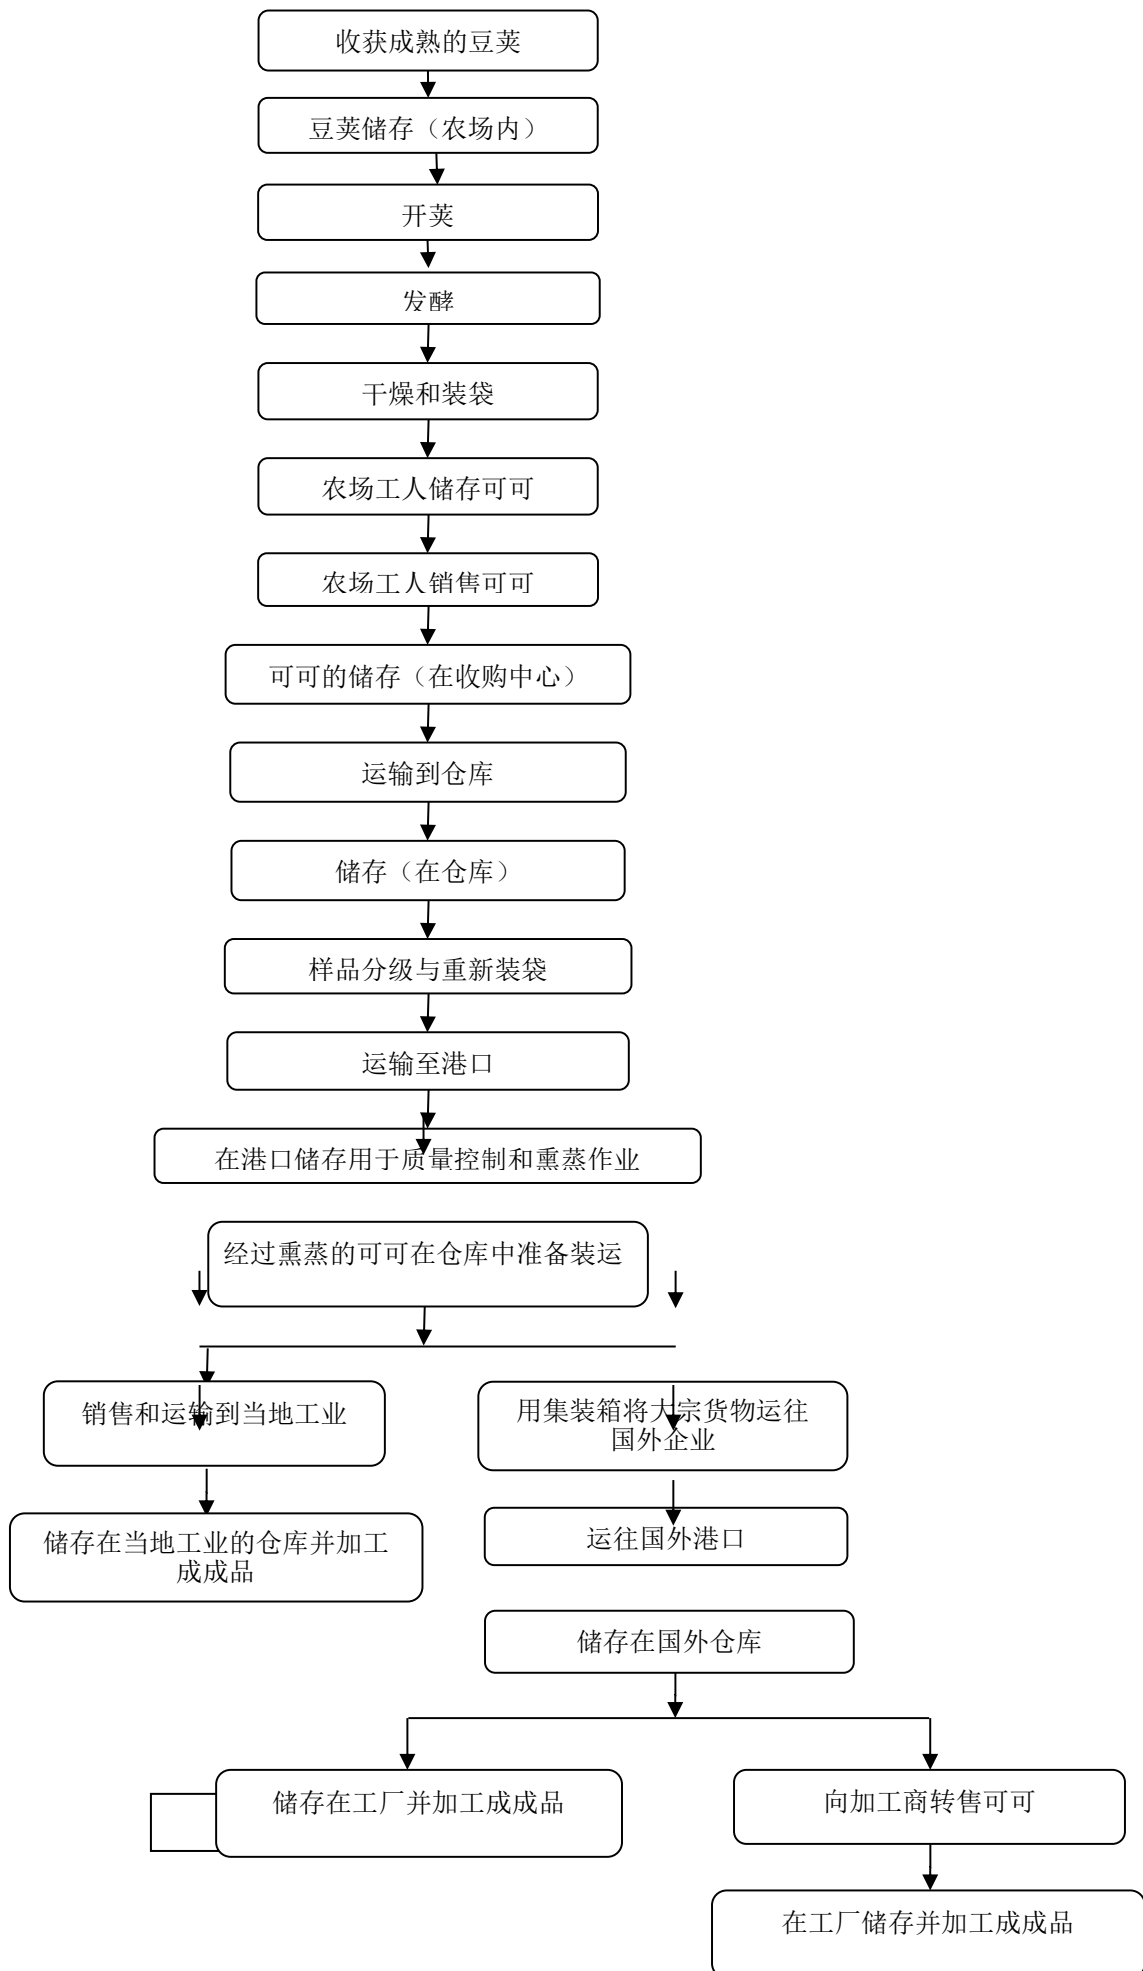 收获成熟的豆荚
豆荚储存（农场内）
开荚
发酵
干燥和装袋
农场工人储存可可
农场工人销售可可
可可的储存（在收购中心）
运输到仓库
储存（在仓库）
样品分级与重新装袋
运输至港口
在港口储存用于质量控制和熏蒸作业
经过熏蒸的可可在仓库中准备装运
销售和运输到当地工业
用集装箱将大宗货物运往
国外企业
储存在当地工业的仓库并加工
成成品
运往国外港口
储存在国外仓库
储存在工厂并加工成成品
向加工商转售可可
在工厂储存并加工成成品